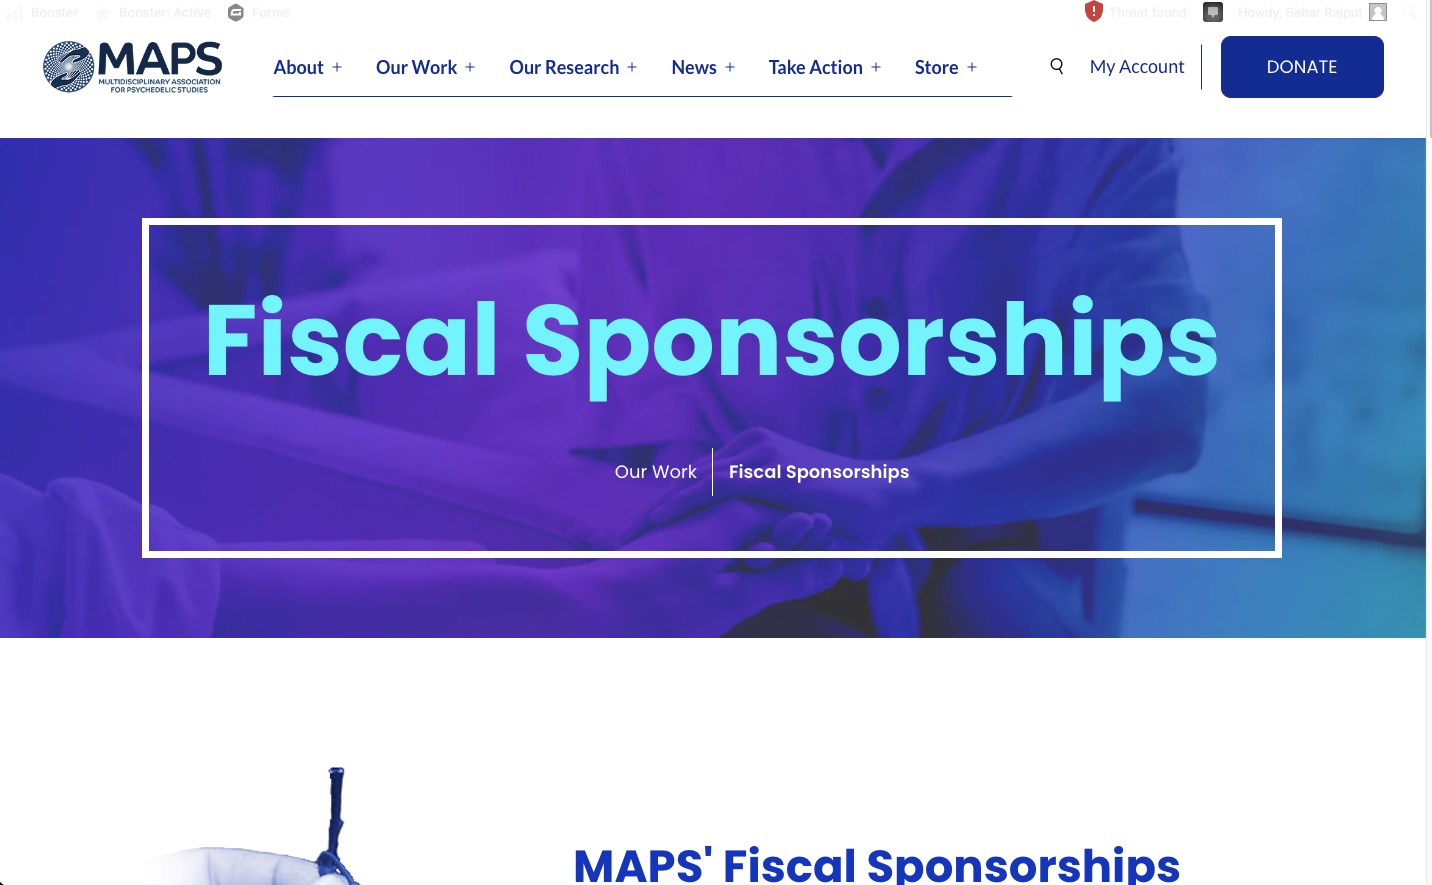 Booster Booster: Active Forms Threat found Howdy, Sahar Rajput
MAPS
MULTIDISCIPLINARY ASSOCIATION
FOR PSYCHEDELIC STUDIES
About + Our Work + Our Research + News + Take Action + Store + My Account DONATE
Fiscal Sponsorships
Our Work Fiscal Sponsorships
MAPS' Fiscal Sponsorships